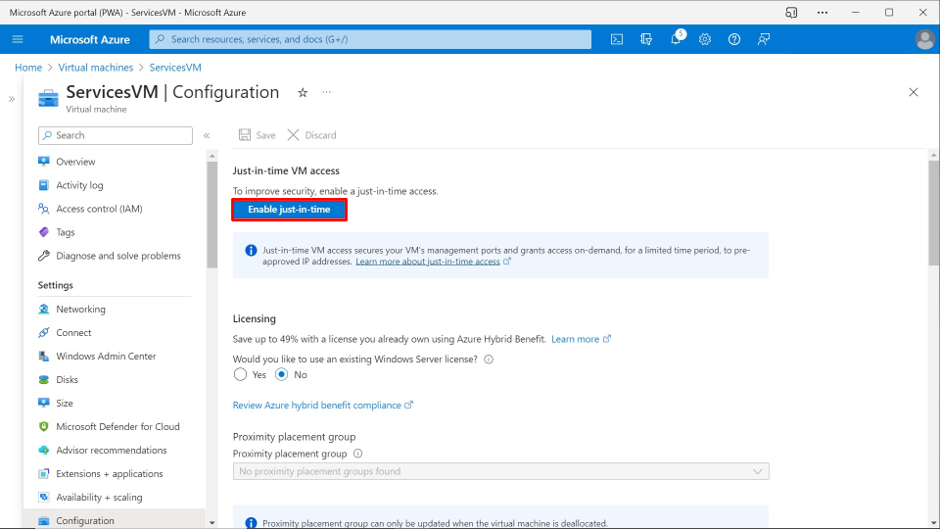 Microsoft Azure portal (PWA) - ServicesVM - Microsoft Azure
Microsoft Azure
Search resources, services, and docs (G+/)
5
Home > Virtual machines > ServicesVM
ServicesVM | Configuration
Virtual machine
Search
Overview
Activity log
Access control (IAM)
Tags
Diagnose and solve problems
Settings
Networking
Connect
Windows Admin Center
Disks
Size
Microsoft Defender for Cloud
Advisor recommendations
Extensions + applications
Availability + scaling
Configuration
Save
Discard
Just-in-time VM access
To improve security, enable a just-in-time access.
Enable just-in-time
Just-in-time VM access secures your VM's management ports and grants access on-demand, for a limited time period, to pre-
approved IP addresses. Learn more about just-in-time access
Licensing
Save up to 49% with a license you already own using Azure Hybrid Benefit. Learn more
Would you like to use an existing Windows Server license?
Yes No
Review Azure hybrid benefit compliance
Proximity placement group
Proximity placement group
No proximity placement groups found
Proximity placement group can only be updated when the virtual machine is deallocated.